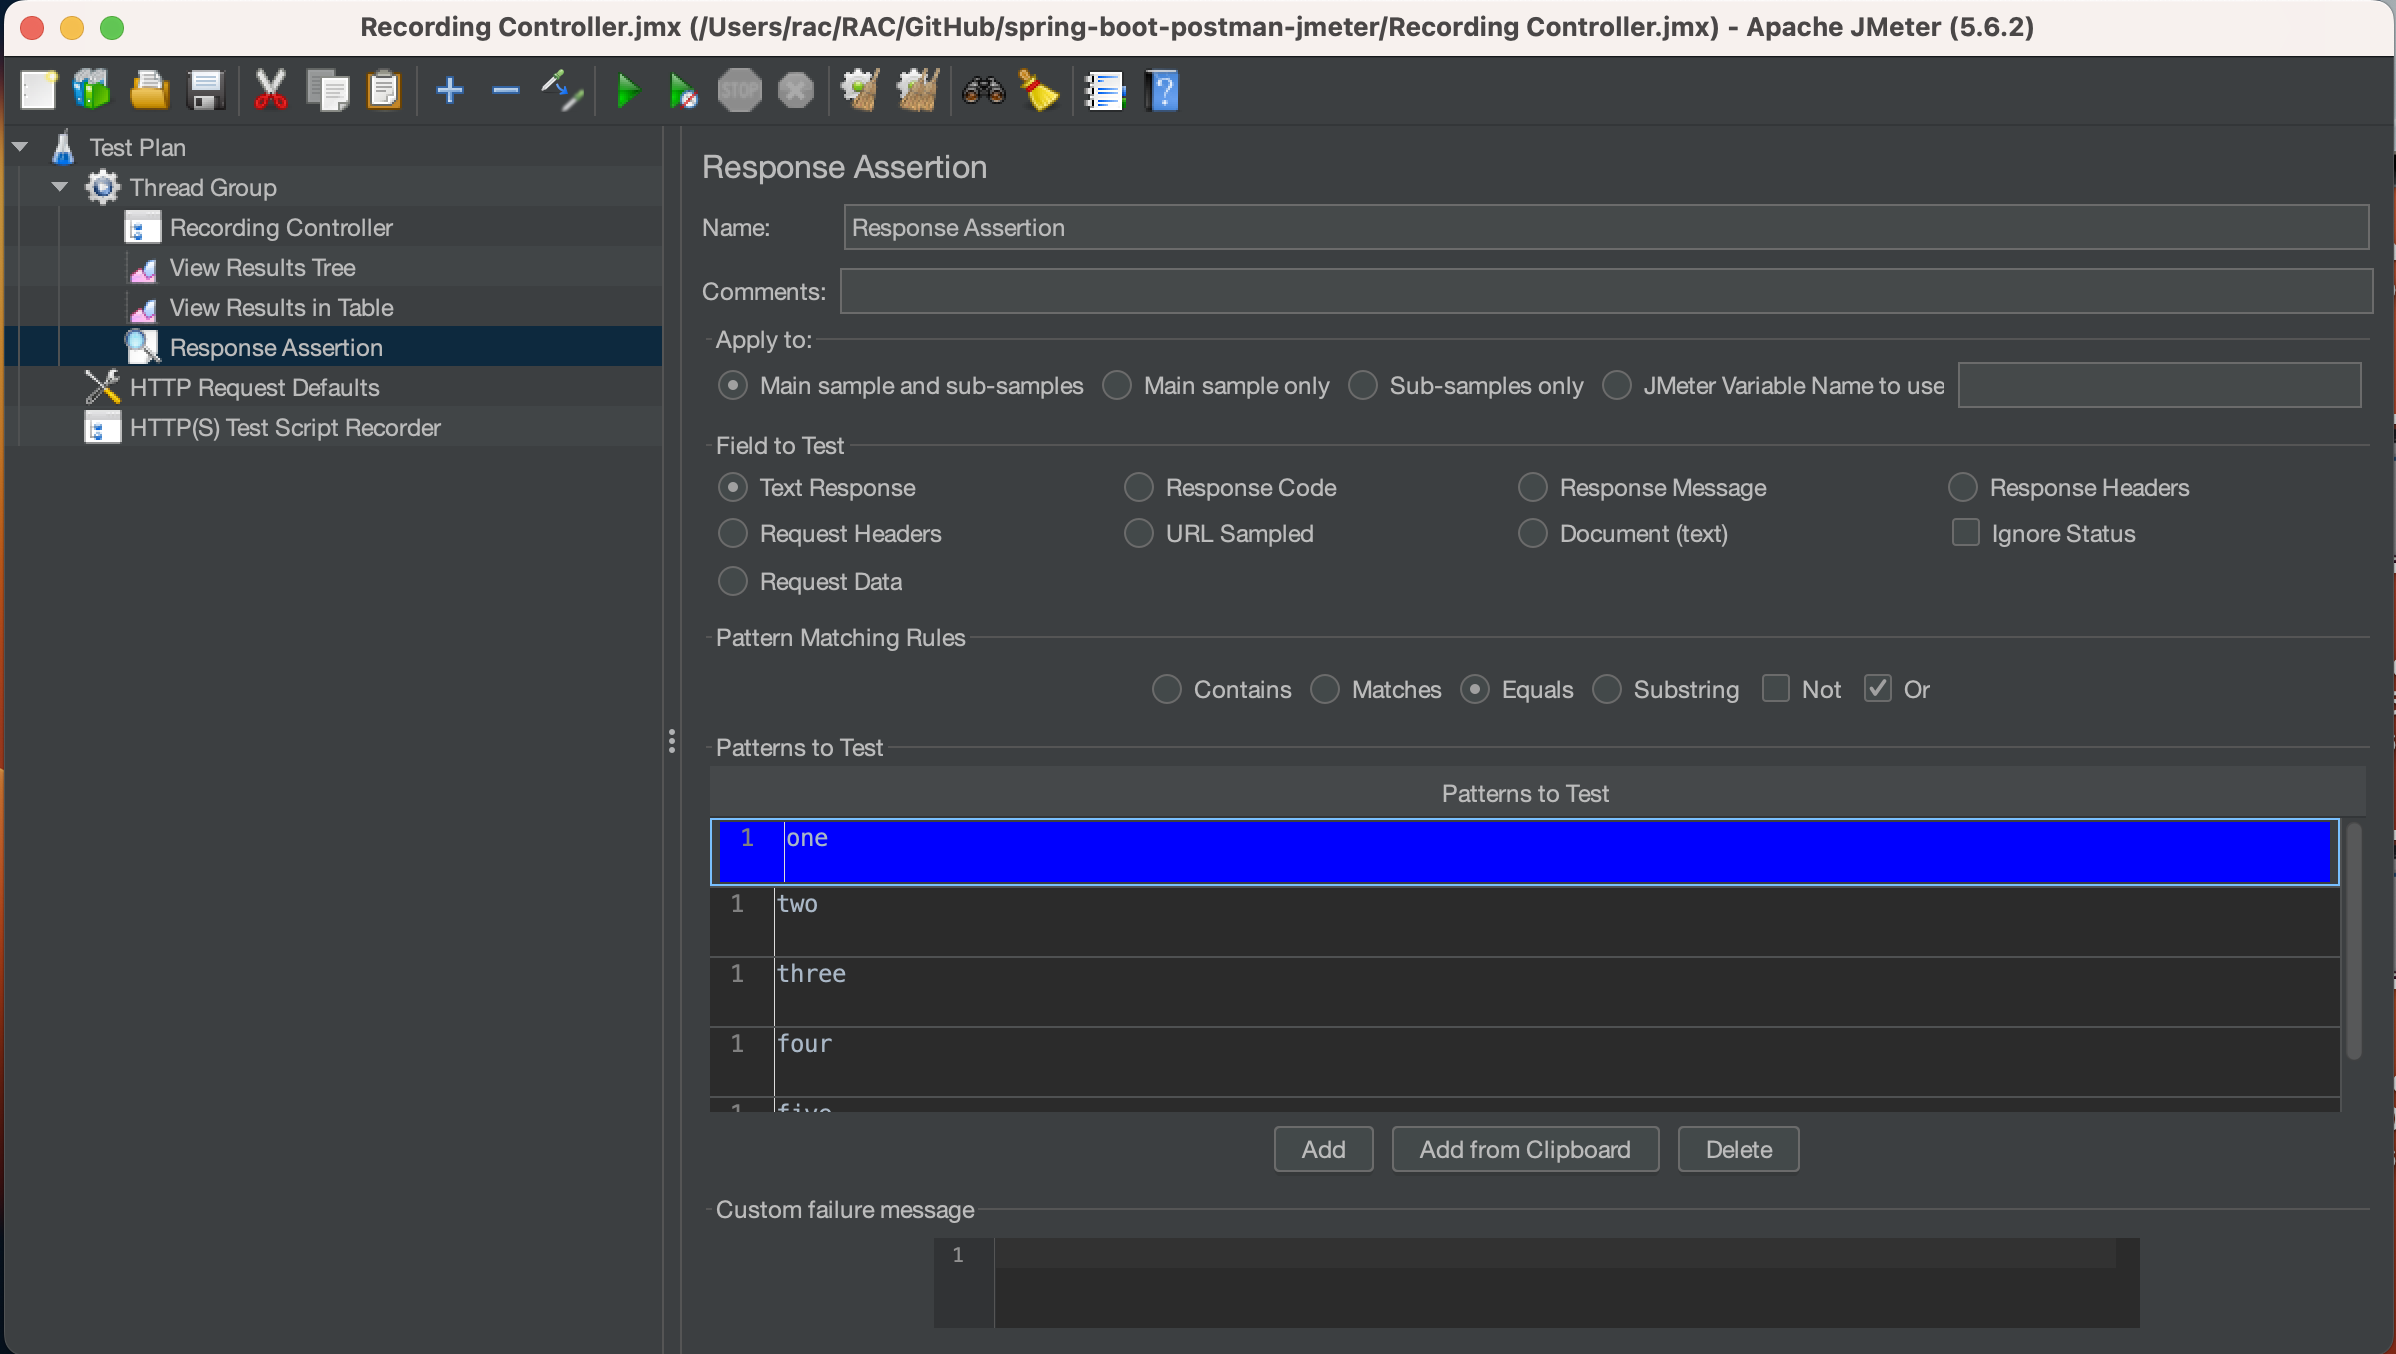 Recording Controller.jmx (/Users/rac/RAC/GitHub/spring-boot-postman-jmeter/Recording Controller.jmx) - Apache JMeter (5.6.2)
STOP
Test Plan
Thread Group
Recording Controller
View Results Tree
View Results in Table
Response Assertion
HTTP Request Defaults
HTTP(S) Test Script Recorder
Response Assertion
Name: Response Assertion
Comments:
Apply to:
Main sample and sub-samples Main sample only Sub-samples only JMeter Variable Name to use
Field to Test
Text Response Response Code Response Message Response Headers
Request Headers URL Sampled Document (text) Ignore Status
Request Data
Pattern Matching Rules
Contains Matches Equals Substring Not Or
Patterns to Test
Patterns to Test
1 one
1 two
1 three
1 four
1 five
Add Add from Clipboard Delete
Custom failure message
1